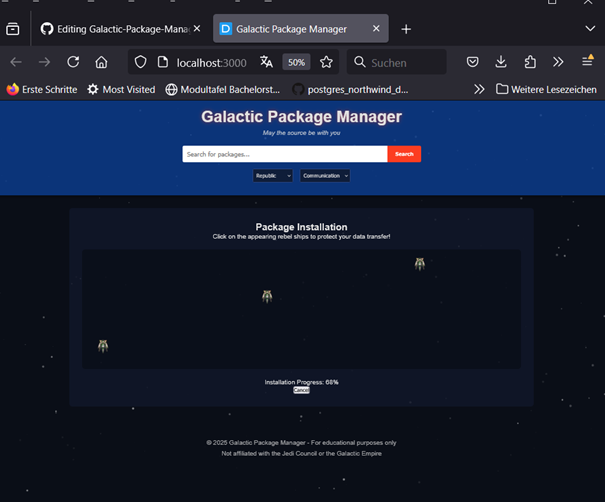 Editing Galactic-Package-Mana
Galactic Package Manager
localhost:3000
50%
Suchen
Erste Schritte
Most Visited
Modultafel Bachelorst...
postgres_northwind_d...
Weitere Lesezeichen
Galactic Package Manager
May the source be with you
Search for packages...
Search
Republic
Communication
Package Installation
Click on the appearing rebel ships to protect your data transfer!
Installation Progress: 68%
Cancel
© 2025 Galactic Package Manager - For educational purposes only
Not affiliated with the Jedi Council or the Galactic Empire